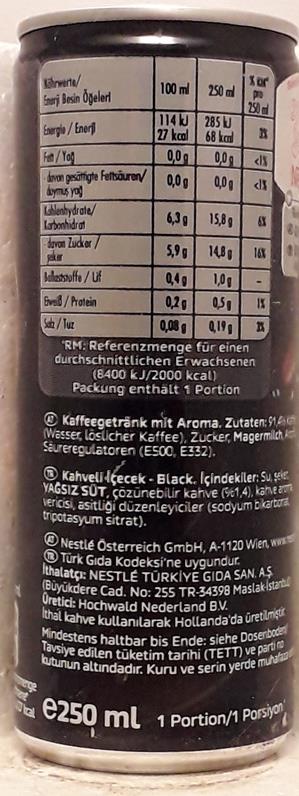 Nährwerte/ 100 ml 250 ml % RM* pro 250 ml
Enerji Besin Öğeleri
Energie / Enerji 114 kJ 27 kcal 285 kJ 68 kcal 3%
Fett / Yağ 0,0 g 0,0 g <1%
- davon gesättigte Fettsäuren/ doymuş yağ 0,0 g 0,0 g <1%
Kohlenhydrate/ Karbonhidrat 6,3 g 15,8 g 6%
- davon Zucker / şeker 5,9 g 14,8 g 16%
Ballaststoffe / Lif 0,4 g 1,0 g -
Eiweiß / Protein 0,2 g 0,5 g 1%
Salz / Tuz 0,08 g 0,19 g 3%
*RM: Referenzmenge für einen
durchschnittlichen Erwachsenen
(8400 kJ/2000 kcal)
Packung enthält 1 Portion
AT Kaffeegetränk mit Aroma. Zutaten: 91,4%
(Wasser, löslicher Kaffee), Zucker, Magermilch,
Säureregulatoren (E500, E332).
TR Kahveli İçecek - Black. İçindekiler: Su, şeker,
YAĞSIZ SÜT, çözünebilir kahve (%1,4), kahve aroma
vericisi, asitliği düzenleyiciler (sodyum bikarbonat,
tripotasyum sitrat).
AT Nestlé Österreich GmbH, A-1120 Wien,
TR Türk Gıda Kodeksi'ne uygundur.
İthalatçı: NESTLÉ TÜRKİYE GIDA SAN. A.Ş.
(Büyükdere Cad. No: 255 TR-34398 Maslak-İstanbul)
Üretici: Hochwald Nederland B.V.
İthal kahve kullanılarak Hollanda'da üretilmiştir.
Mindestens haltbar bis Ende: siehe Dosenboden
Tavsiye edilen tüketim tarihi (TETT) ve parti no
kutunun altındadır. Kuru ve serin yerde muhafaza
e250 ml 1 Portion/1 Porsiyon